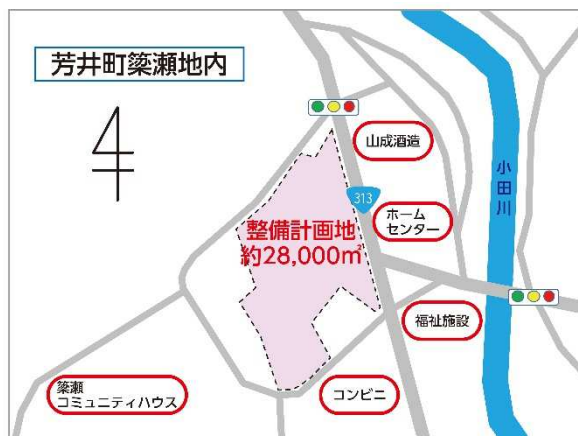 芳井町簗瀬地内
山成酒造
313
小田川
ホーム
センター
整備計画地
約28,000㎡
福祉施設
簗瀬
コミュニティハウス
コンビニ